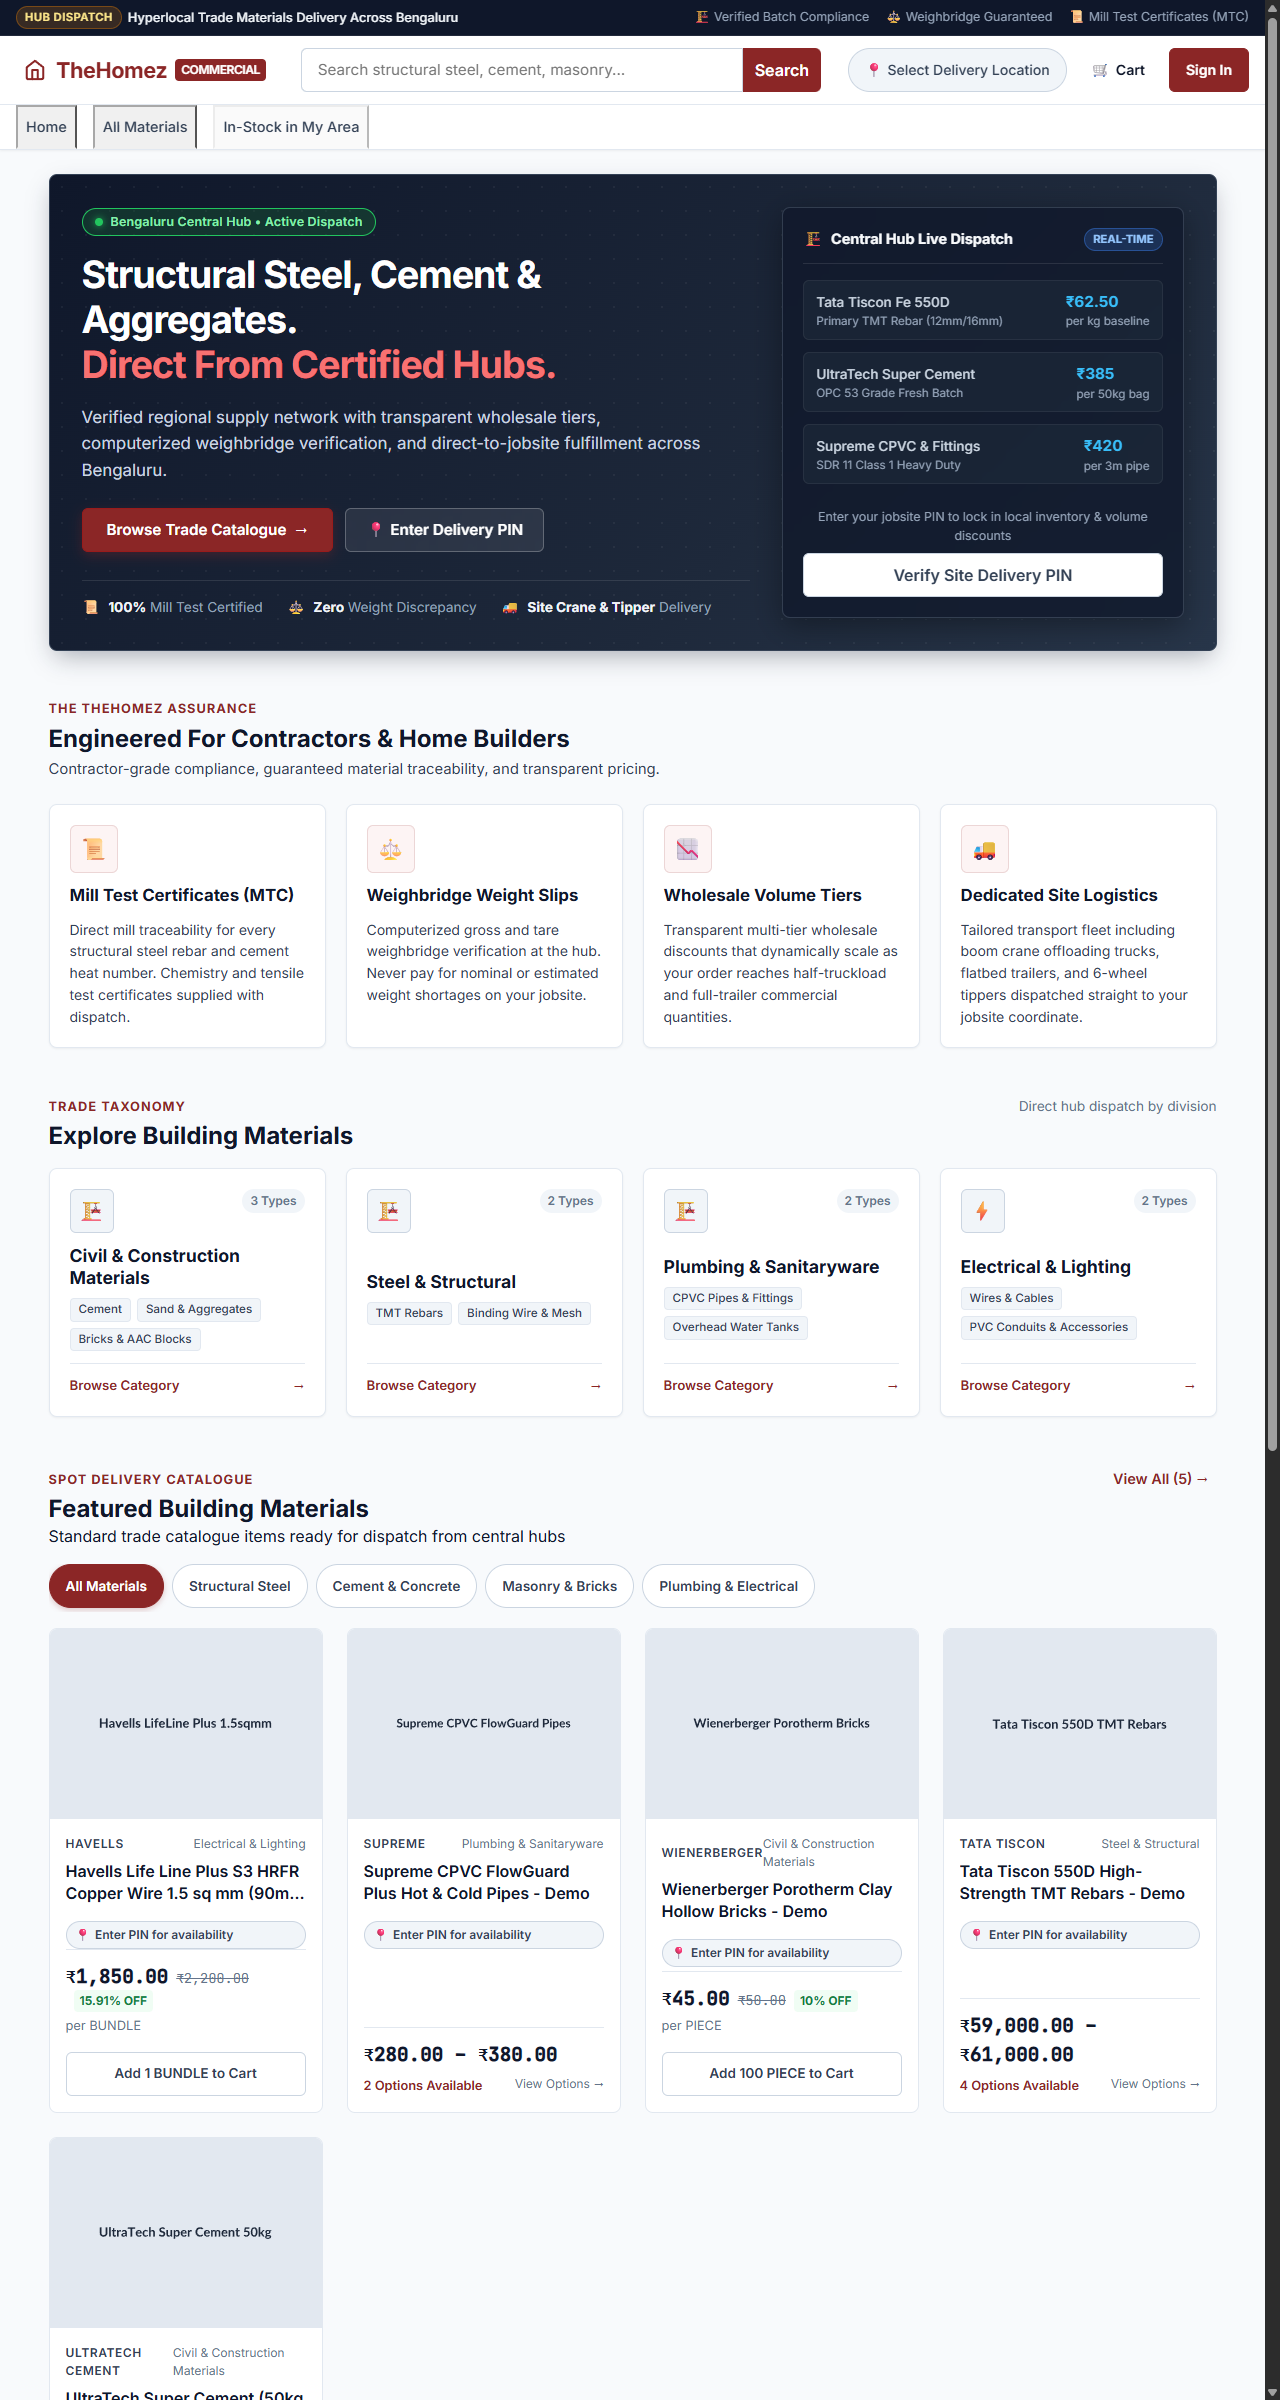 HUB DISPATCH Hyperlocal Trade Materials Delivery Across Bengaluru
Verified Batch Compliance Weighbridge Guaranteed Mill Test Certificates (MTC)
TheHomez COMMERCIAL
Search structural steel, cement, masonry...
Search
Select Delivery Location
Cart
Sign In
Home
All Materials
In-Stock in My Area
Bengaluru Central Hub • Active Dispatch
Structural Steel, Cement &
Aggregates.
Direct From Certified Hubs.
Verified regional supply network with transparent wholesale tiers,
computerized weighbridge verification, and direct-to-jobsite fulfillment across
Bengaluru.
Browse Trade Catalogue →
Enter Delivery PIN
100% Mill Test Certified
Zero Weight Discrepancy
Site Crane & Tipper Delivery
Central Hub Live Dispatch
REAL-TIME
Tata Tiscon Fe 550D
Primary TMT Rebar (12mm/16mm)
₹62.50
per kg baseline
UltraTech Super Cement
OPC 53 Grade Fresh Batch
₹385
per 50kg bag
Supreme CPVC & Fittings
SDR 11 Class 1 Heavy Duty
₹420
per 3m pipe
Enter your jobsite PIN to lock in local inventory & volume
discounts
Verify Site Delivery PIN
THE THEHOMEZ ASSURANCE
Engineered For Contractors & Home Builders
Contractor-grade compliance, guaranteed material traceability, and transparent pricing.
Mill Test Certificates (MTC)
Direct mill traceability for every
structural steel rebar and cement
heat number. Chemistry and tensile
test certificates supplied with
dispatch.
Weighbridge Weight Slips
Computerized gross and tare
weighbridge verification at the hub.
Never pay for nominal or estimated
weight shortages on your jobsite.
Wholesale Volume Tiers
Transparent multi-tier wholesale
discounts that dynamically scale as
your order reaches half-truckload
and full-trailer commercial
quantities.
Dedicated Site Logistics
Tailored transport fleet including
boom crane offloading trucks,
flatbed trailers, and 6-wheel
tippers dispatched straight to your
jobsite coordinate.
TRADE TAXONOMY
Explore Building Materials
Direct hub dispatch by division
3 Types
Civil & Construction
Materials
Cement
Sand & Aggregates
Bricks & AAC Blocks
Browse Category →
2 Types
Steel & Structural
TMT Rebars
Binding Wire & Mesh
Browse Category →
2 Types
Plumbing & Sanitaryware
CPVC Pipes & Fittings
Overhead Water Tanks
Browse Category →
2 Types
Electrical & Lighting
Wires & Cables
PVC Conduits & Accessories
Browse Category →
SPOT DELIVERY CATALOGUE
Featured Building Materials
Standard trade catalogue items ready for dispatch from central hubs
View All (5) →
All Materials
Structural Steel
Cement & Concrete
Masonry & Bricks
Plumbing & Electrical
Havells LifeLine Plus 1.5sqmm
HAVELLS
Electrical & Lighting
Havells Life Line Plus S3 HRFR
Copper Wire 1.5 sq mm (90m...
Enter PIN for availability
₹1,850.00 ₹2,200.00
15.91% OFF
per BUNDLE
Add 1 BUNDLE to Cart
Supreme CPVC FlowGuard Pipes
SUPREME
Plumbing & Sanitaryware
Supreme CPVC FlowGuard
Plus Hot & Cold Pipes - Demo
Enter PIN for availability
₹280.00 – ₹380.00
2 Options Available
View Options →
Wienerberger Porotherm Bricks
WIENERBERGER
Civil & Construction
Materials
Wienerberger Porotherm Clay
Hollow Bricks - Demo
Enter PIN for availability
₹45.00 ₹50.00 10% OFF
per PIECE
Add 100 PIECE to Cart
Tata Tiscon 550D TMT Rebars
TATA TISCON
Steel & Structural
Tata Tiscon 550D High-
Strength TMT Rebars - Demo
Enter PIN for availability
₹59,000.00 –
₹61,000.00
4 Options Available
View Options →
UltraTech Super Cement 50kg
ULTRATECH
CEMENT
Civil & Construction
Materials
UltraTech Super Cement (50kg